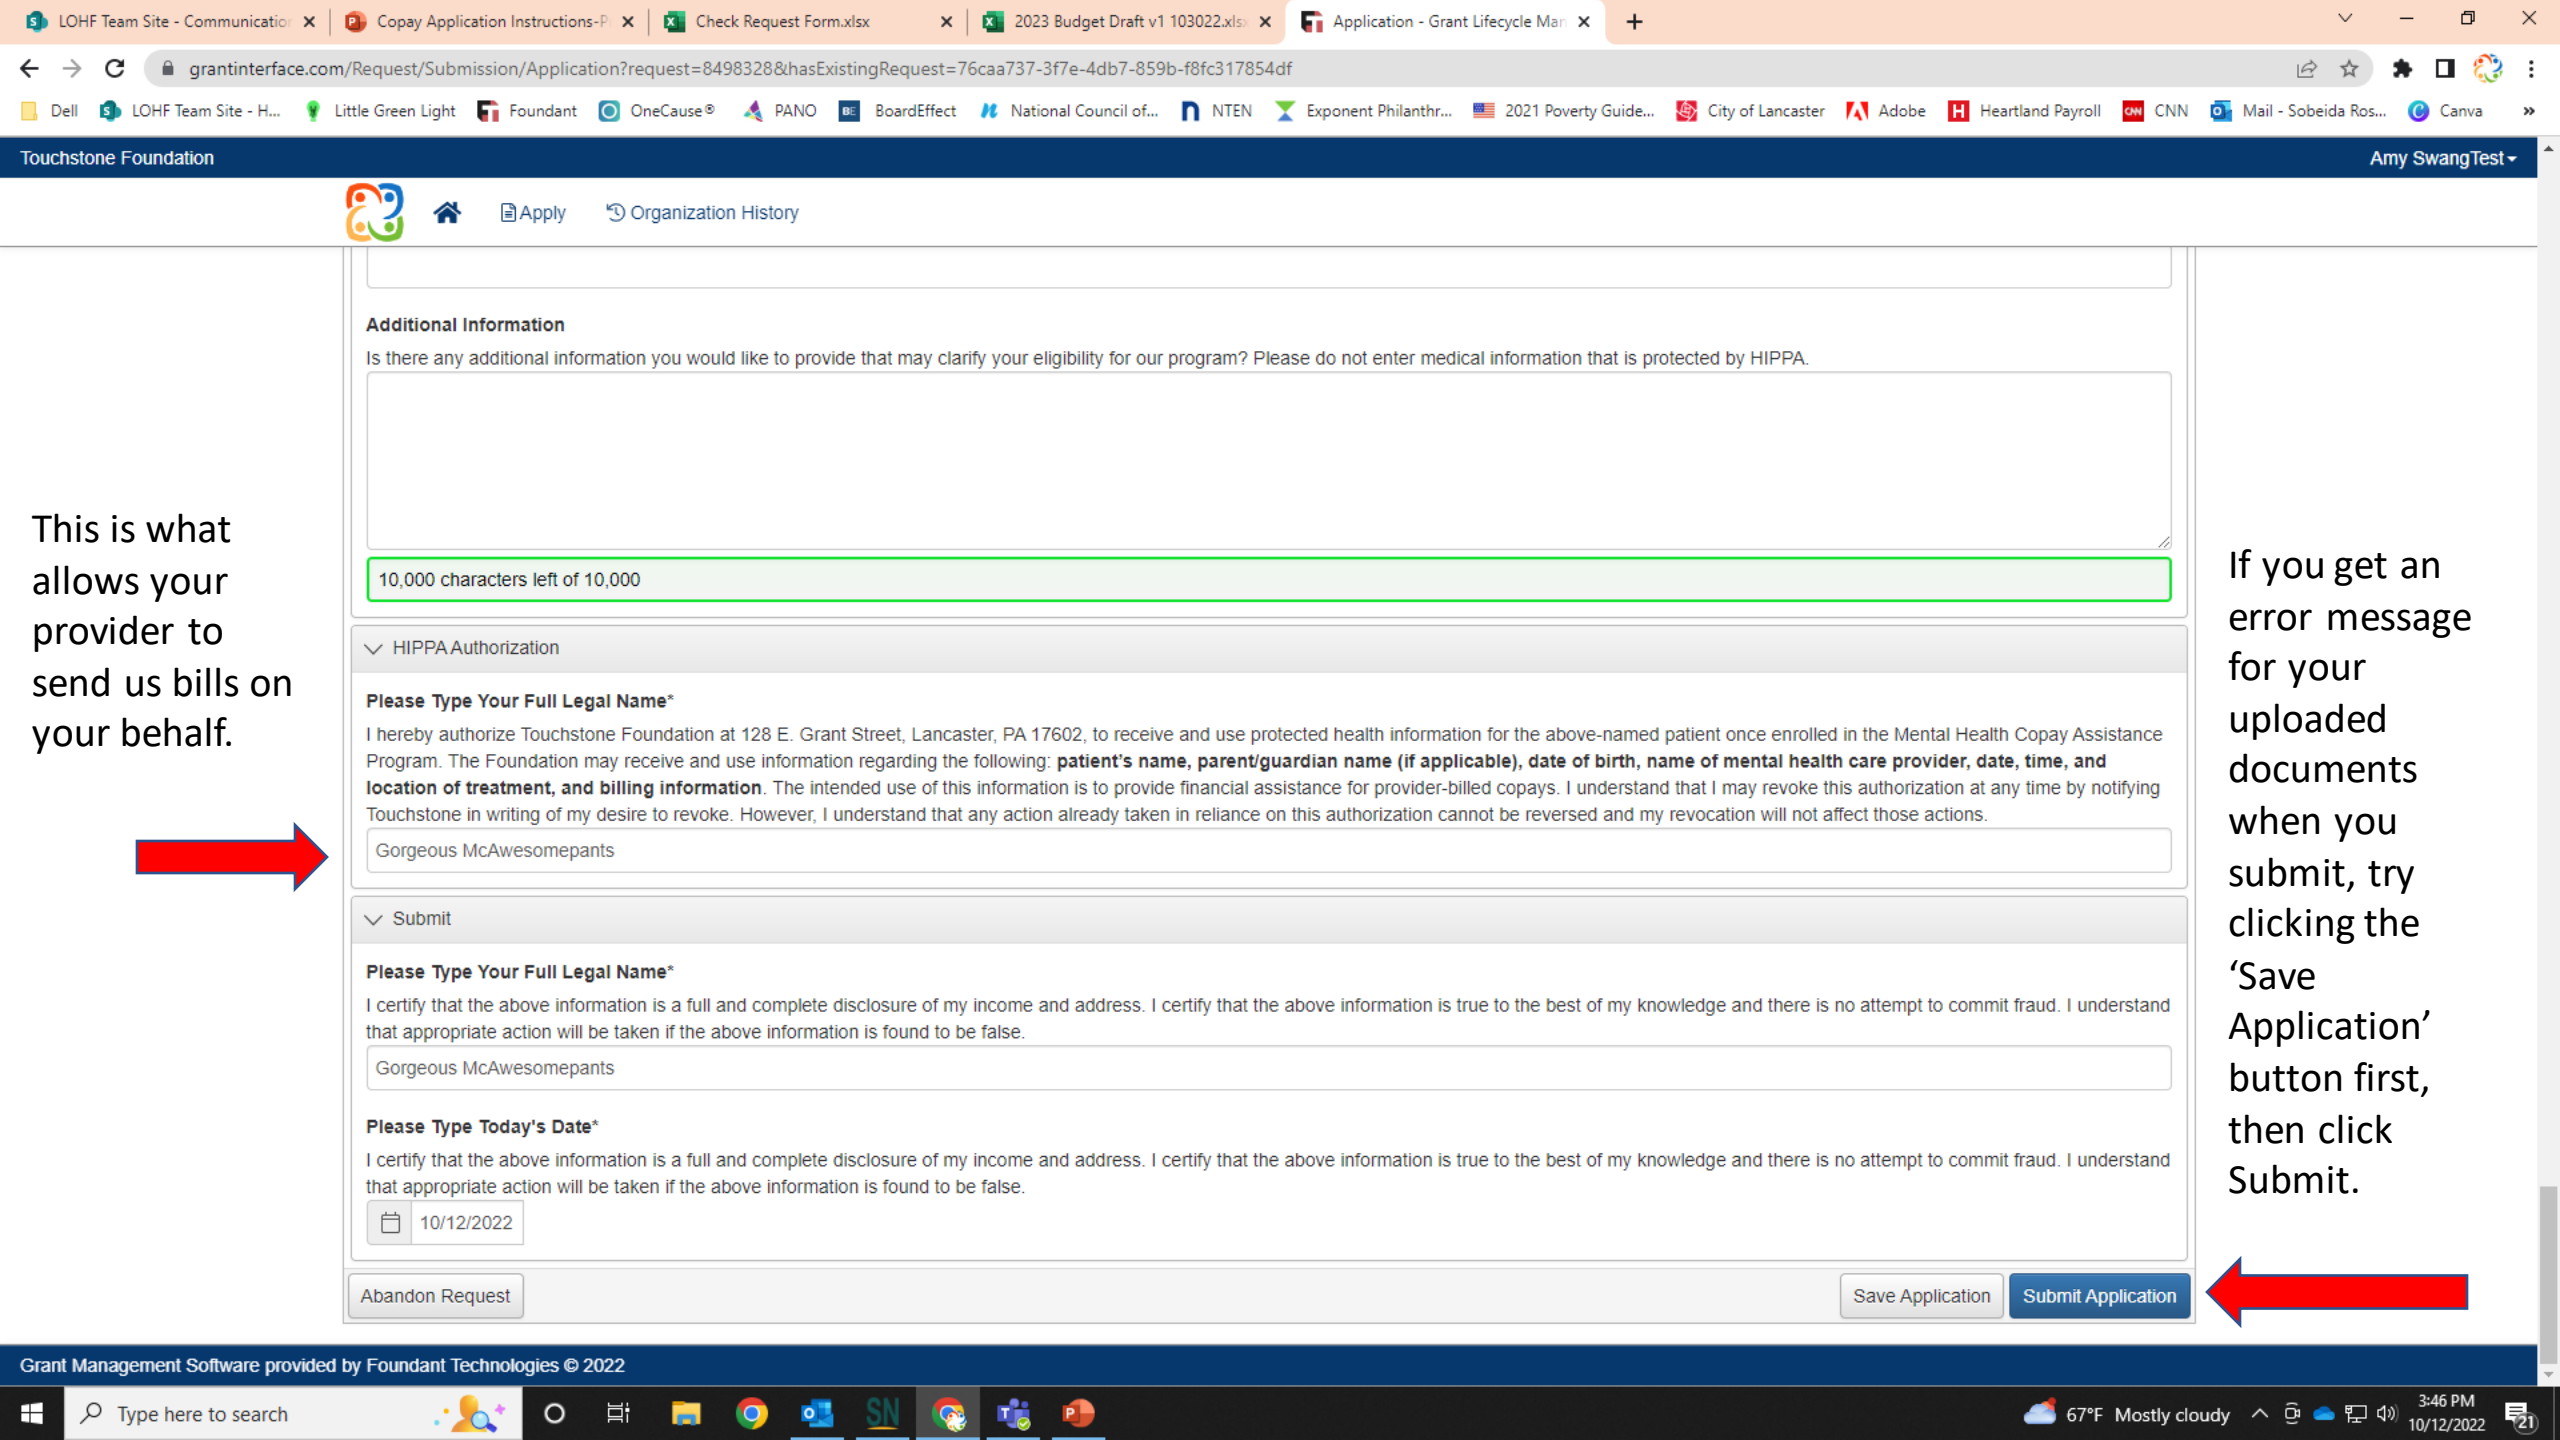 LOHF Team Site - Communication
Copay Application Instructions-P
Check Request Form.xlsx
2023 Budget Draft v1 103022.xlsx
Application - Grant Lifecycle Man
grantinterface.com/Request/Submission/Application?request=8498328&hasExistingRequest=76caa737-3f7e-4db7-859b-f8fc317854df
Dell
LOHF Team Site - H...
Little Green Light
Foundant
OneCause®
PANO
BE BoardEffect
National Council of...
NTEN
Exponent Philanthr...
2021 Poverty Guide...
City of Lancaster
Adobe
H Heartland Payroll
CNN CNN
Mail - Sobeida Ros...
Canva
»
Touchstone Foundation
Amy SwangTest
Apply
Organization History
Additional Information
Is there any additional information you would like to provide that may clarify your eligibility for our program? Please do not enter medical information that is protected by HIPPA.
10,000 characters left of 10,000
This is what
allows your
provider to
send us bills on
your behalf.
HIPPA Authorization
Please Type Your Full Legal Name*
I hereby authorize Touchstone Foundation at 128 E. Grant Street, Lancaster, PA 17602, to receive and use protected health information for the above-named patient once enrolled in the Mental Health Copay Assistance
Program. The Foundation may receive and use information regarding the following: patient's name, parent/guardian name (if applicable), date of birth, name of mental health care provider, date, time, and
location of treatment, and billing information. The intended use of this information is to provide financial assistance for provider-billed copays. I understand that I may revoke this authorization at any time by notifying
Touchstone in writing of my desire to revoke. However, I understand that any action already taken in reliance on this authorization cannot be reversed and my revocation will not affect those actions.
Gorgeous McAwesomepants
Submit
Please Type Your Full Legal Name*
I certify that the above information is a full and complete disclosure of my income and address. I certify that the above information is true to the best of my knowledge and there is no attempt to commit fraud. I understand
that appropriate action will be taken if the above information is found to be false.
Gorgeous McAwesomepants
Please Type Today's Date*
I certify that the above information is a full and complete disclosure of my income and address. I certify that the above information is true to the best of my knowledge and there is no attempt to commit fraud. I understand
that appropriate action will be taken if the above information is found to be false.
10/12/2022
Abandon Request
Save Application
Submit Application
If you get an
error message
for your
uploaded
documents
when you
submit, try
clicking the
‘Save
Application’
button first,
then click
Submit.
Grant Management Software provided by Foundant Technologies © 2022
Type here to search
SN
67°F Mostly cloudy
3:46 PM
10/12/2022
21